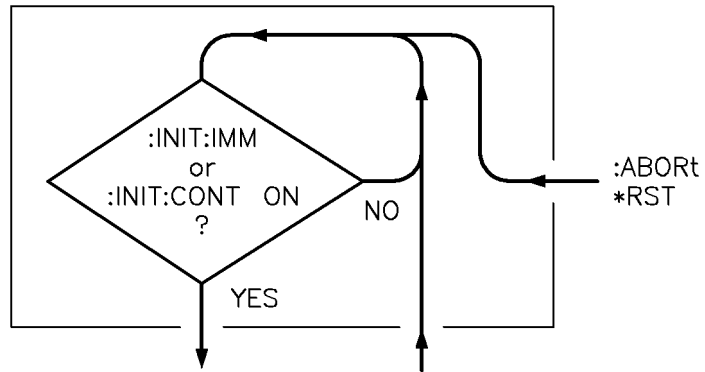 :INIT:IMM
or
:INIT:CONT ON
?
NO
YES
:ABORt
*RST